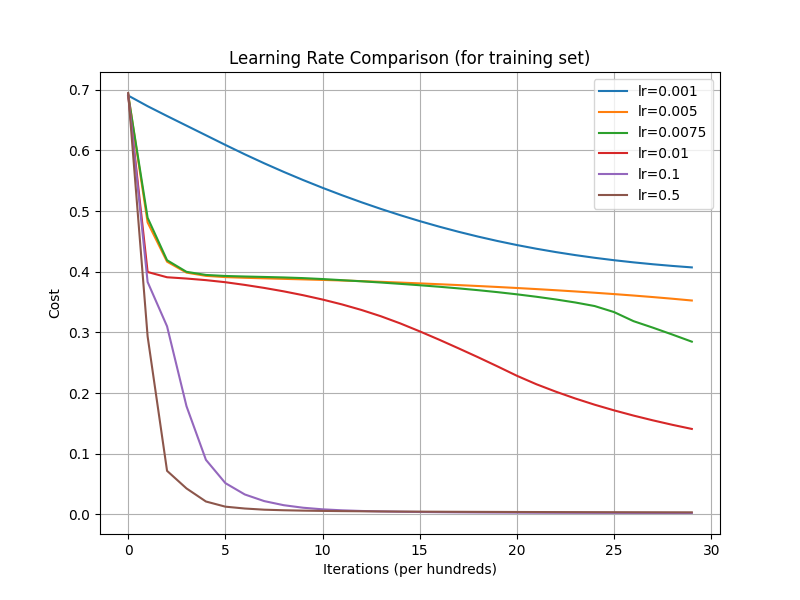 Learning Rate Comparison (for training set)
lr=0.001
lr=0.005
lr=0.0075
lr=0.01
lr=0.1
lr=0.5
Cost
0.7
0.6
0.5
0.4
0.3
0.2
0.1
0.0
0 5 10 15 20 25 30
Iterations (per hundreds)